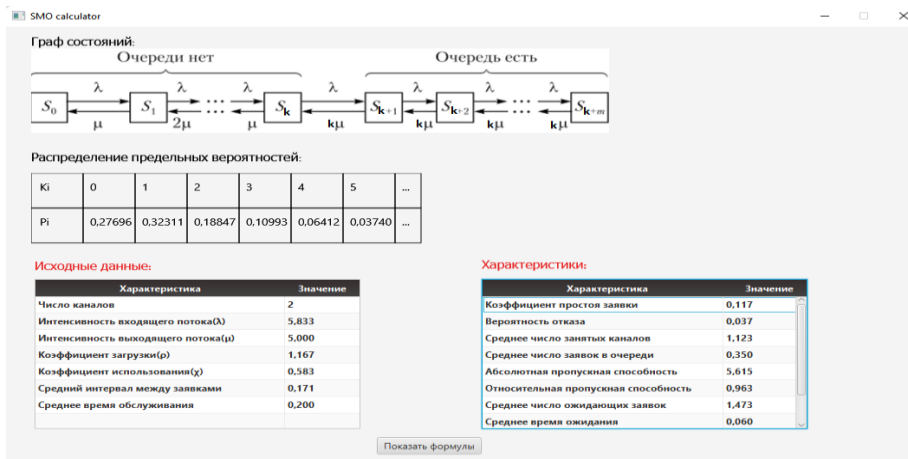 SMO calculator
Граф состояний:
Очереди нет Очередь есть
λ λ λ λ λ λ λ
S0 S1 ... Sk Sk+1 Sk+2 ... Sk+m
μ 2μ μ kμ kμ kμ kμ
Распределение предельных вероятностей:
Ki 0 1 2 3 4 5 ...
Pi 0,27696 0,32311 0,18847 0,10993 0,06412 0,03740 ...
Исходные данные:
Характеристика Значение
Число каналов 2
Интенсивность входящего потока(λ) 5,833
Интенсивность выходящего потока(μ) 5,000
Коэффициент загрузки(ρ) 1,167
Коэффициент использования(χ) 0,583
Средний интервал между заявками 0,171
Среднее время обслуживания 0,200
Характеристики:
Характеристика Значение
Коэффициент простоя заявки 0,117
Вероятность отказа 0,037
Среднее число занятых каналов 1,123
Среднее число заявок в очереди 0,350
Абсолютная пропускная способность 5,615
Относительная пропускная способность 0,963
Среднее число ожидающих заявок 1,473
Среднее время ожидания 0,060
Показать формулы